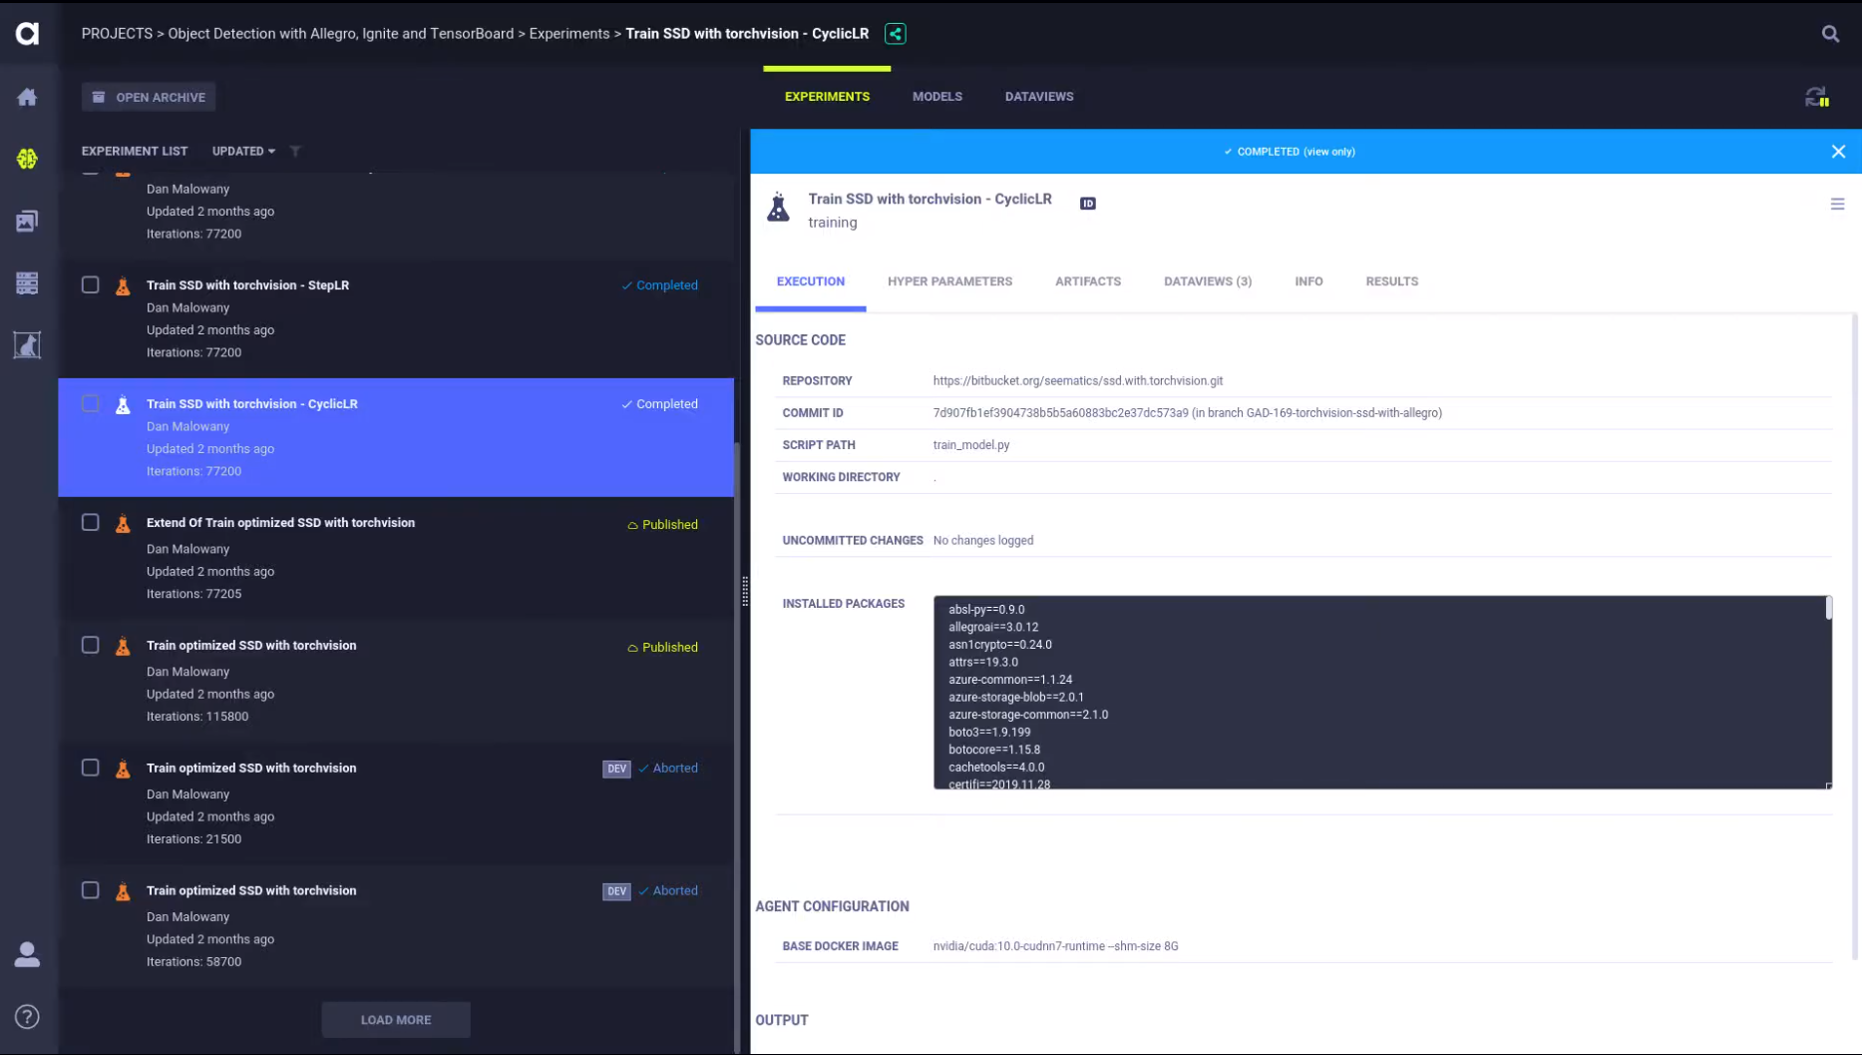 PROJECTS > Object Detection with Allegro, Ignite and TensorBoard > Experiments > Train SSD with torchvision - CyclicLR
OPEN ARCHIVE
EXPERIMENTS MODELS DATAVIEWS
EXPERIMENT LIST UPDATED
Dan Malowany
Updated 2 months ago
Iterations: 77200
Train SSD with torchvision - StepLR Completed
Dan Malowany
Updated 2 months ago
Iterations: 77200
Train SSD with torchvision - CyclicLR Completed
Dan Malowany
Updated 2 months ago
Iterations: 77200
Extend Of Train optimized SSD with torchvision Published
Dan Malowany
Updated 2 months ago
Iterations: 77205
Train optimized SSD with torchvision Published
Dan Malowany
Updated 2 months ago
Iterations: 115800
Train optimized SSD with torchvision DEV Aborted
Dan Malowany
Updated 2 months ago
Iterations: 21500
Train optimized SSD with torchvision DEV Aborted
Dan Malowany
Updated 2 months ago
Iterations: 58700
LOAD MORE
COMPLETED (view only)
Train SSD with torchvision - CyclicLR ID
training
EXECUTION HYPER PARAMETERS ARTIFACTS DATAVIEWS (3) INFO RESULTS
SOURCE CODE
REPOSITORY https://bitbucket.org/seematics/ssd.with.torchvision.git
COMMIT ID 7d907fb1ef3904738b5b5a60883bc2e37dc573a9 (in branch GAD-169-torchvision-ssd-with-allegro)
SCRIPT PATH train_model.py
WORKING DIRECTORY .
UNCOMMITTED CHANGES No changes logged
INSTALLED PACKAGES absl-py==0.9.0
allegroai==3.0.12
asn1crypto==0.24.0
attrs==19.3.0
azure-common==1.1.24
azure-storage-blob==2.0.1
azure-storage-common==2.1.0
boto3==1.9.199
botocore==1.15.8
cachetools==4.0.0
certifi==2019.11.28
AGENT CONFIGURATION
BASE DOCKER IMAGE nvidia/cuda:10.0-cudnn7-runtime --shm-size 8G
OUTPUT